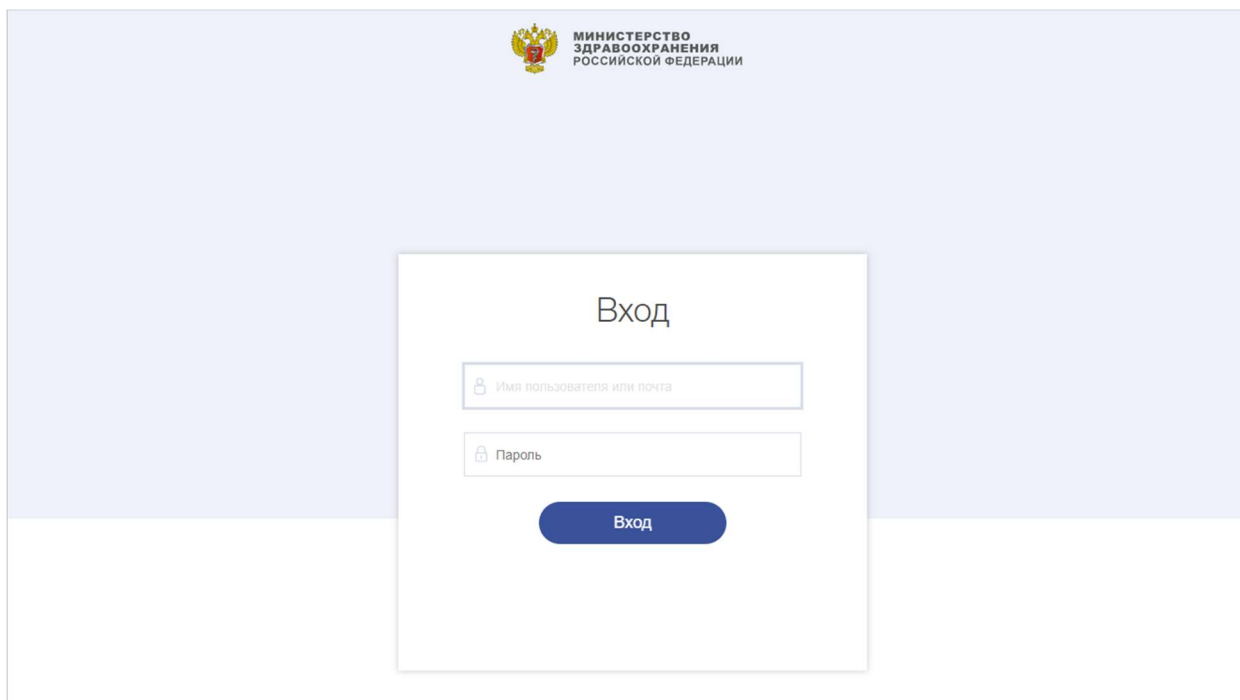 МИНИСТЕРСТВО
ЗДРАВООХРАНЕНИЯ
РОССИЙСКОЙ ФЕДЕРАЦИИ
Вход
Имя пользователя или почта
Пароль
Вход